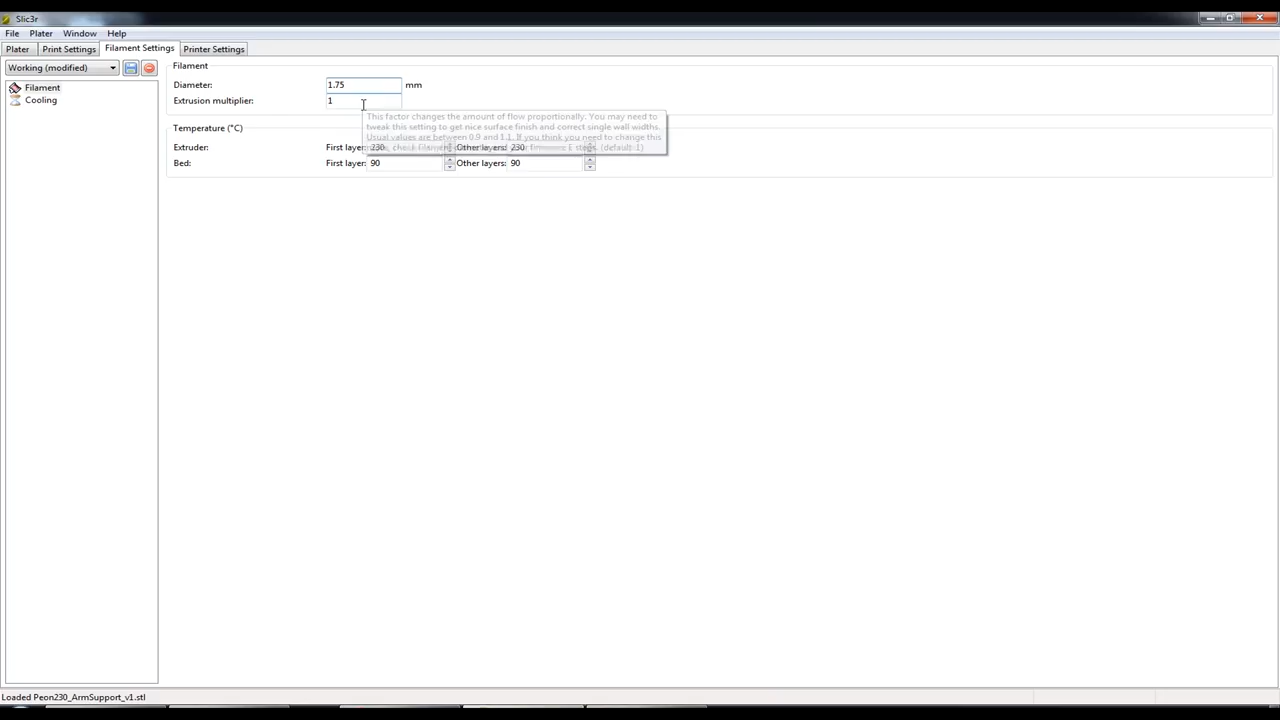 Slic3r
File Plater Window Help
Plater Print Settings Filament Settings Printer Settings
Working (modified)
Filament
Cooling
Filament
Diameter: 1.75 mm
Extrusion multiplier: 1
This factor changes the amount of flow proportionally. You may need to
tweak this setting to get nice surface finish and correct single wall widths.
Usual values are between 0.9 and 1.1. If you think you need to change this
E steps (default: 1)
Temperature (°C)
Extruder: First layer: 230 Other layers: 230
Bed: First layer: 90 Other layers: 90
Loaded Peon230_ArmSupport_v1.stl